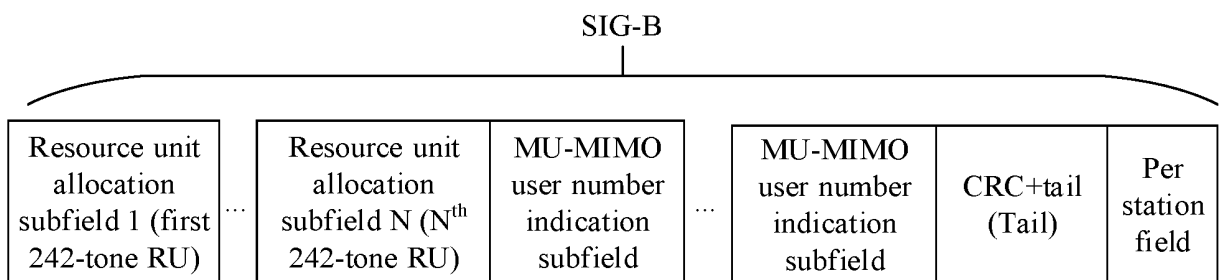 SIG-B
Resource unit
allocation
subfield 1 (first
242-tone RU)
...
Resource unit
allocation
subfield N (Nth
242-tone RU)
MU-MIMO
user number
indication
subfield
...
MU-MIMO
user number
indication
subfield
CRC+tail
(Tail)
Per
station
field